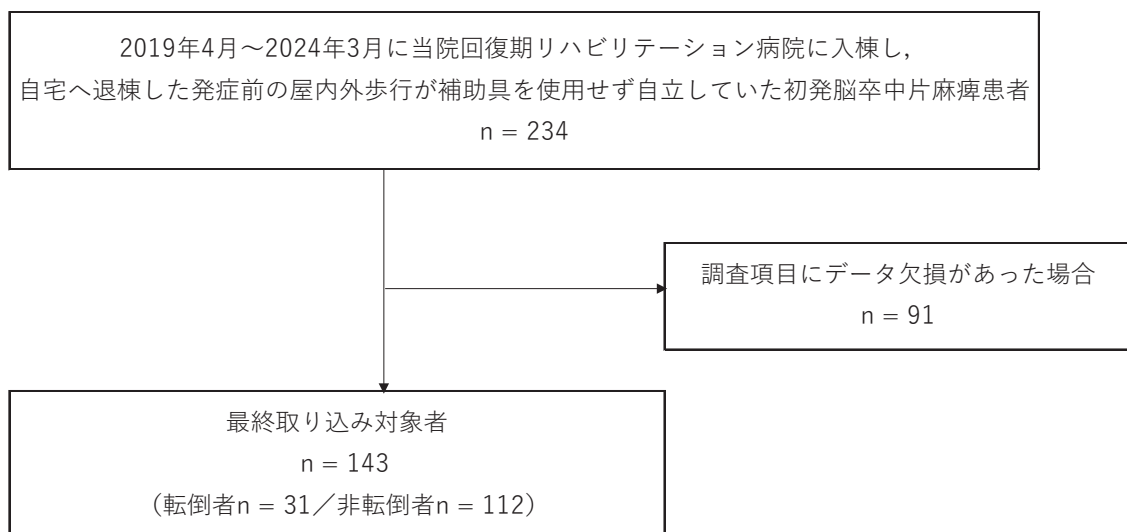 2019年4月～2024年3月に当院回復期リハビリテーション病院に入棟し，
自宅へ退棟した発症前の屋内外歩行が補助具を使用せず自立していた初発脳卒中片麻痺患者
n = 234
調査項目にデータ欠損があった場合
n = 91
最終取り込み対象者
n = 143
（転倒者n = 31／非転倒者n = 112）